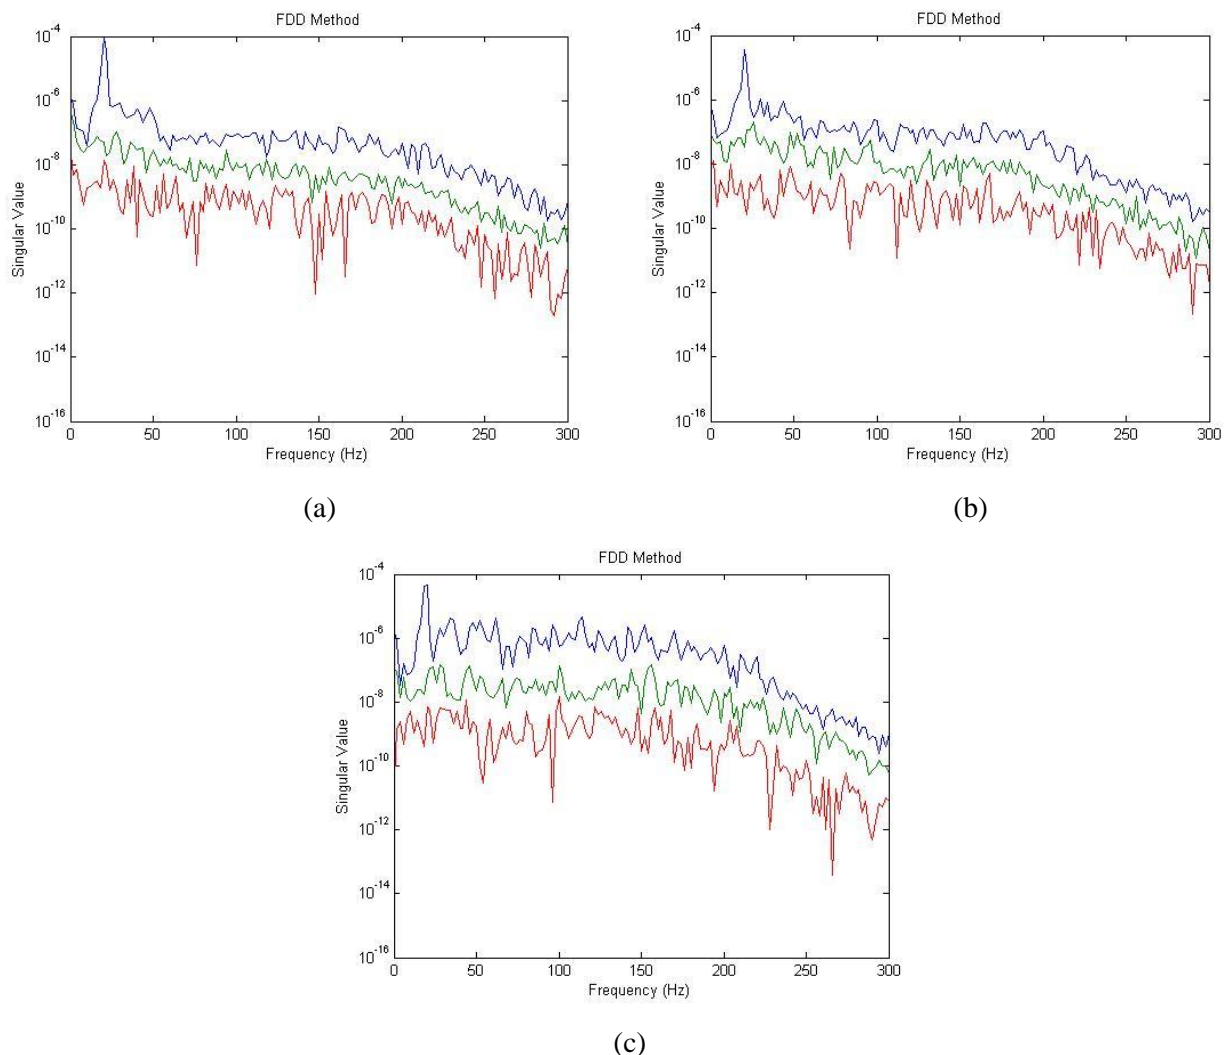 FDD Method
10^-4
10^-6
10^-8
10^-10
10^-12
10^-14
10^-16
Singular Value
0 50 100 150 200 250 300
Frequency (Hz)
(a)
FDD Method
10^-4
10^-6
10^-8
10^-10
10^-12
10^-14
10^-16
Singular Value
0 50 100 150 200 250 300
Frequency (Hz)
(b)
FDD Method
10^-4
10^-6
10^-8
10^-10
10^-12
10^-14
10^-16
Singular Value
0 50 100 150 200 250 300
Frequency (Hz)
(c)